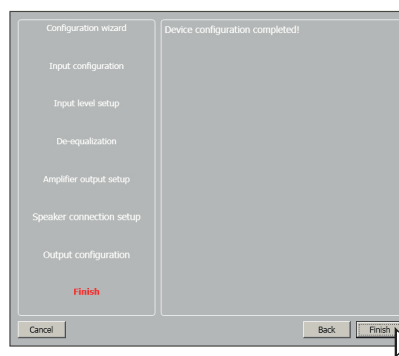 Configuration wizard
Input configuration
Input level setup
De-equalization
Amplifier output setup
Speaker connection setup
Output configuration
Finish
Device configuration completed!
Cancel
Back
Finish